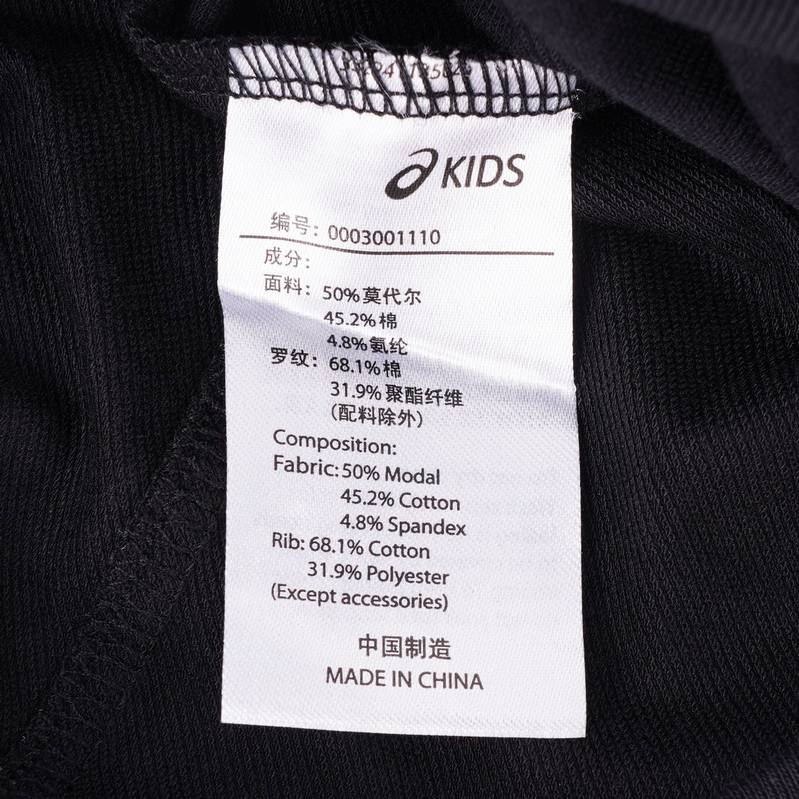 KIDS
编号: 0003001110
成分:
面料: 50%莫代尔
45.2%棉
4.8%氨纶
罗纹: 68.1%棉
31.9%聚酯纤维
(配料除外)
Composition:
Fabric: 50% Modal
45.2% Cotton
4.8% Spandex
Rib: 68.1% Cotton
31.9% Polyester
(Except accessories)
中国制造
MADE IN CHINA